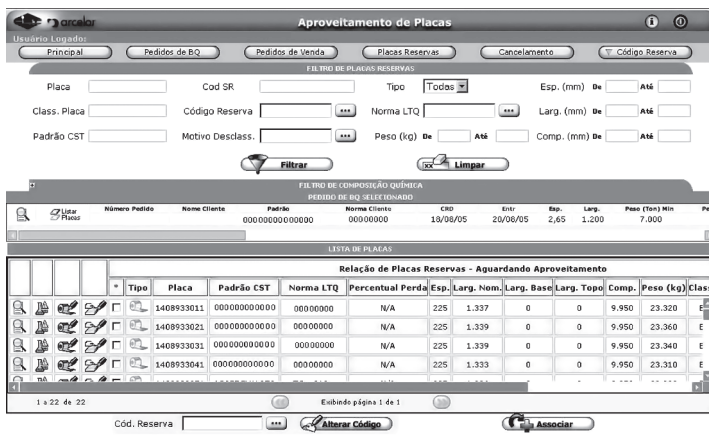 arcelor Aproveitamento de Placas
Usuário Logado:
Principal Pedidos de BQ Pedidos de Venda Placas Reservas Cancelamento Código Reserva
FILTRO DE PLACAS RESERVAS
Placa Cod SR Tipo Todas Esp. (mm) De Até
Class. Placa Código Reserva ... Norma LTQ ... Larg. (mm) De Até
Padrão CST Motivo Desclass. ... Peso (kg) De Até Comp. (mm) De Até
Filtrar Limpar
FILTRO DE COMPOSIÇÃO QUÍMICA
PEDIDO DE BQ SELECIONADO
Listar Placas Número Pedido Nome Cliente Padrão Norma Cliente CRD Entr Esp. Larg. Peso (Ton) Min Pe
00000000000000 00000000 18/08/05 20/08/05 2,65 1.200 7.000
LISTA DE PLACAS
Relação de Placas Reservas - Aguardando Aproveitamento
* Tipo Placa Padrão CST Norma LTQ Percentual Perda Esp. Larg. Nom. Larg. Base Larg. Topo Comp. Peso (kg) Clas
1408933011 000000000000 00000000 N/A 225 1.337 0 0 9.950 23.320 E
1408933021 000000000000 00000000 N/A 225 1.339 0 0 9.950 23.360 E
1408933031 000000000000 00000000 N/A 225 1.339 0 0 9.950 23.340 E
1408933041 000000000000 00000000 N/A 225 1.333 0 0 9.950 23.310 E
1 a 22 de 22 Exibindo página 1 de 1
Cód. Reserva ... Alterar Código Associar